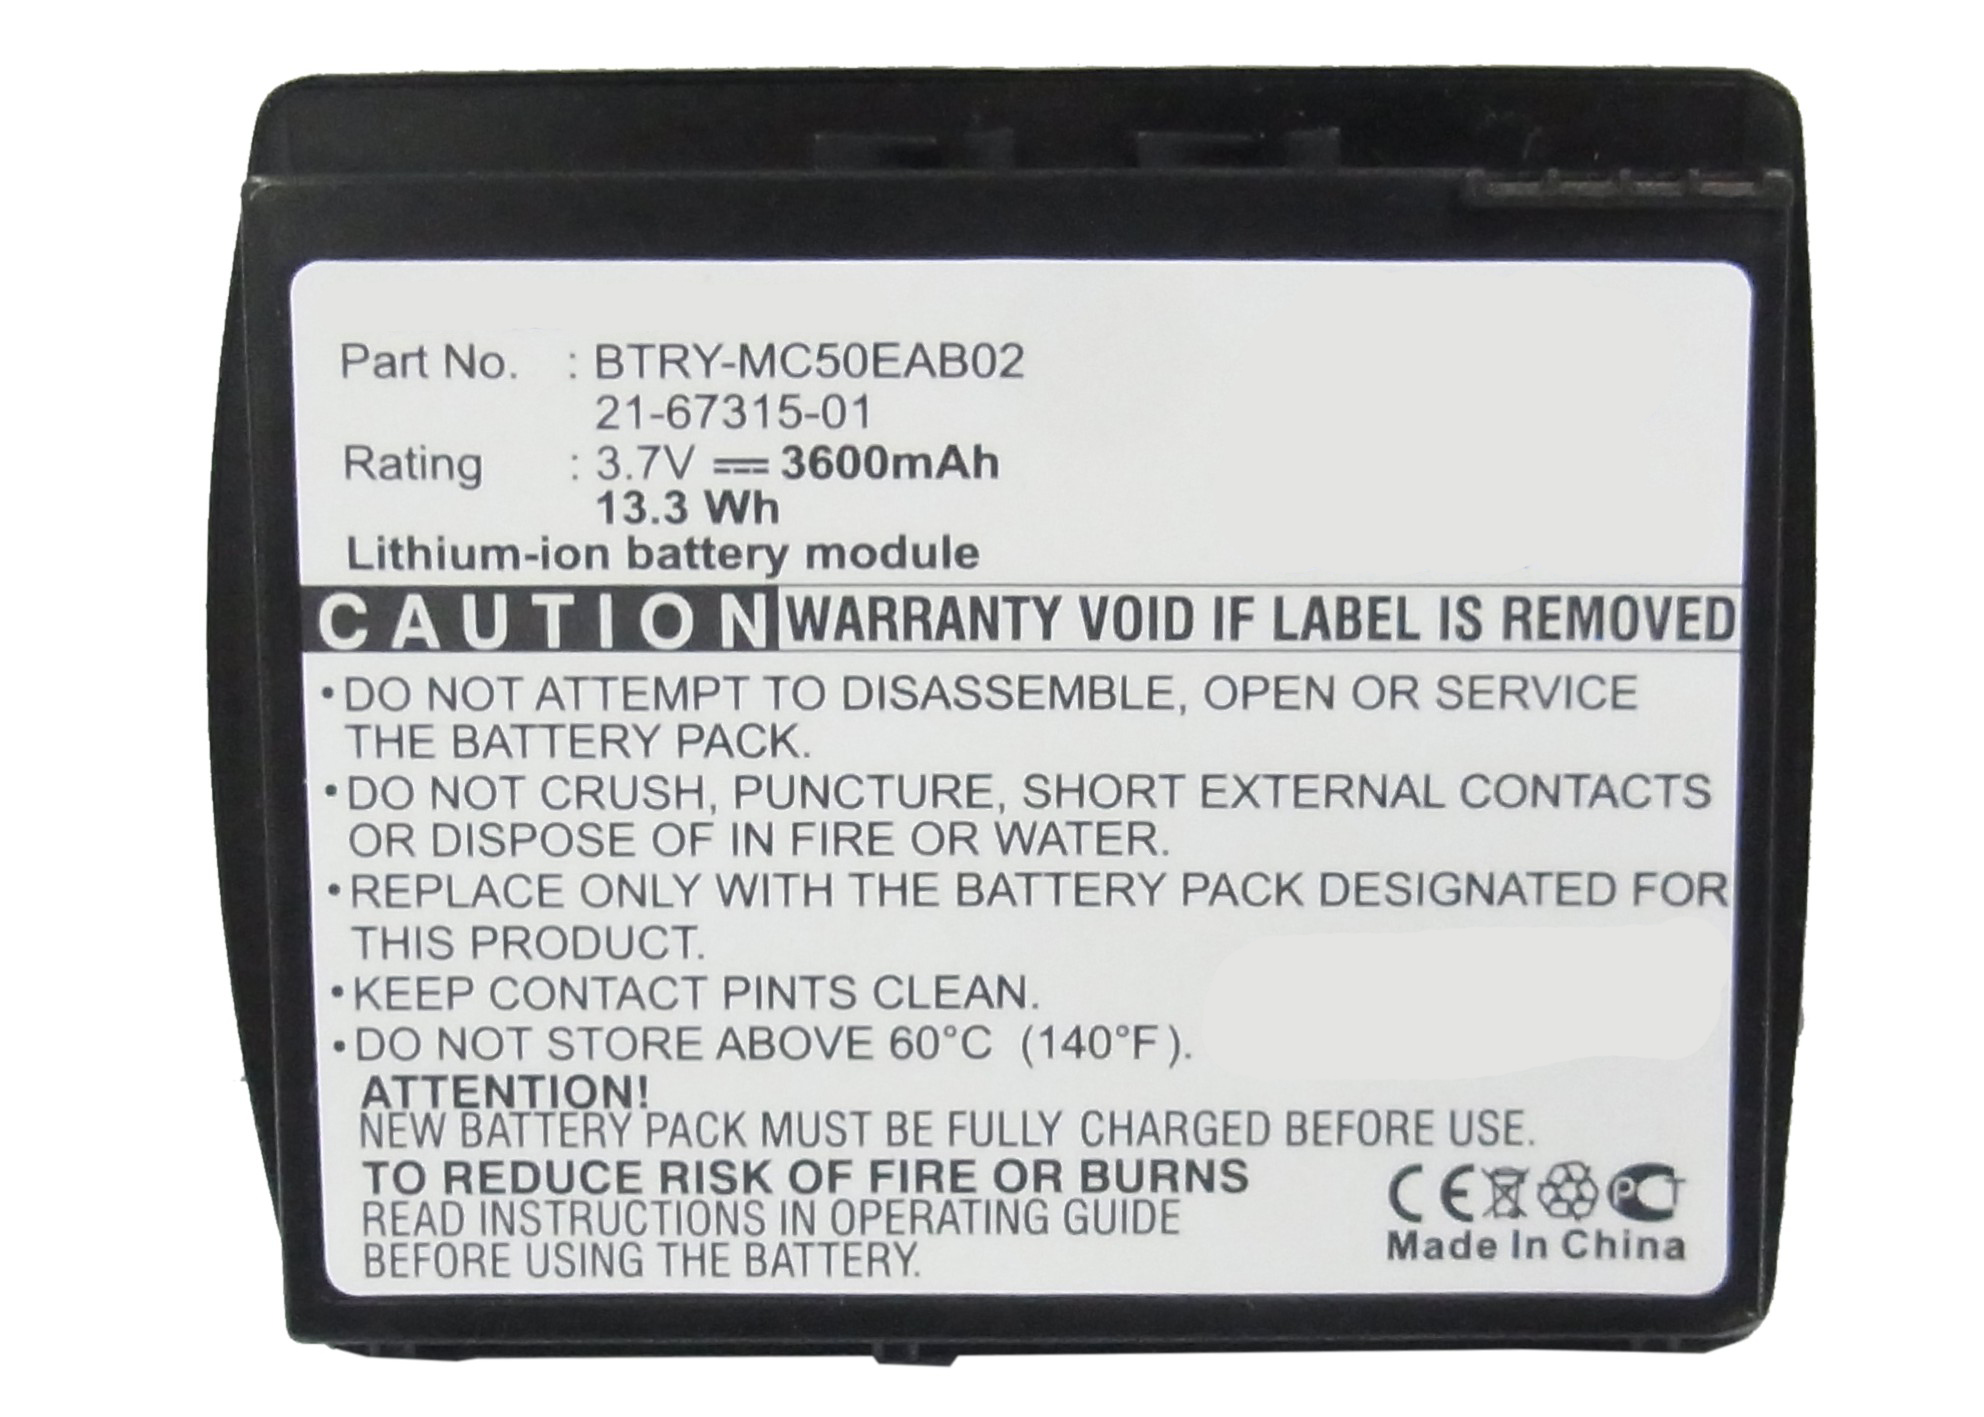 Part No. : BTRY-MC50EAB02
21-67315-01
Rating : 3.7V ⎓ 3600mAh
13.3 Wh
Lithium-ion battery module
CAUTION WARRANTY VOID IF LABEL IS REMOVED
•DO NOT ATTEMPT TO DISASSEMBLE, OPEN OR SERVICE
THE BATTERY PACK.
•DO NOT CRUSH, PUNCTURE, SHORT EXTERNAL CONTACTS
OR DISPOSE OF IN FIRE OR WATER.
•REPLACE ONLY WITH THE BATTERY PACK DESIGNATED FOR
THIS PRODUCT.
•KEEP CONTACT PINTS CLEAN.
•DO NOT STORE ABOVE 60°C (140°F).
ATTENTION!
NEW BATTERY PACK MUST BE FULLY CHARGED BEFORE USE.
TO REDUCE RISK OF FIRE OR BURNS
READ INSTRUCTIONS IN OPERATING GUIDE
BEFORE USING THE BATTERY.
CE PCT
Made In China